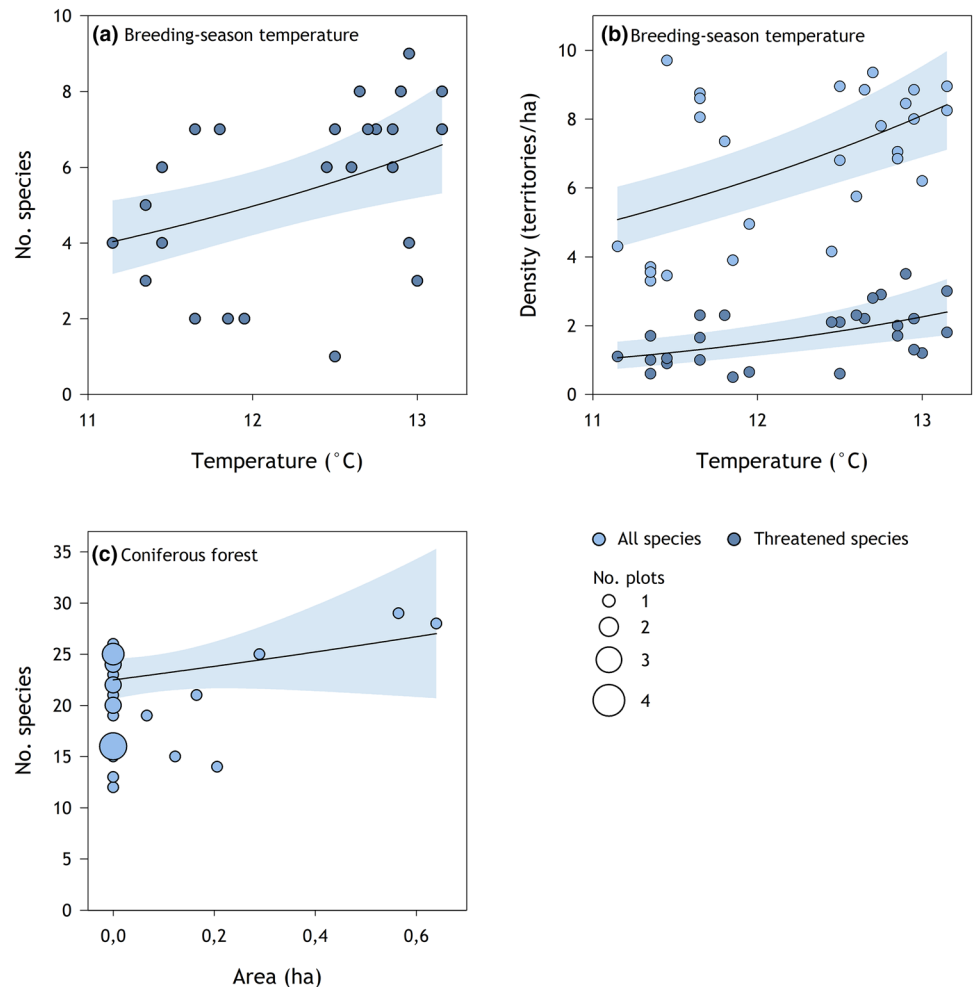 (a) Breeding-season temperature
No. species
10
8
6
4
2
0
11 12 13
Temperature (°C)
(b) Breeding-season temperature
Density (territories/ha)
10
8
6
4
2
0
11 12 13
Temperature (°C)
(c) Coniferous forest
No. species
35
30
25
20
15
10
5
0
0,0 0,2 0,4 0,6
Area (ha)
All species Threatened species
No. plots
1
2
3
4